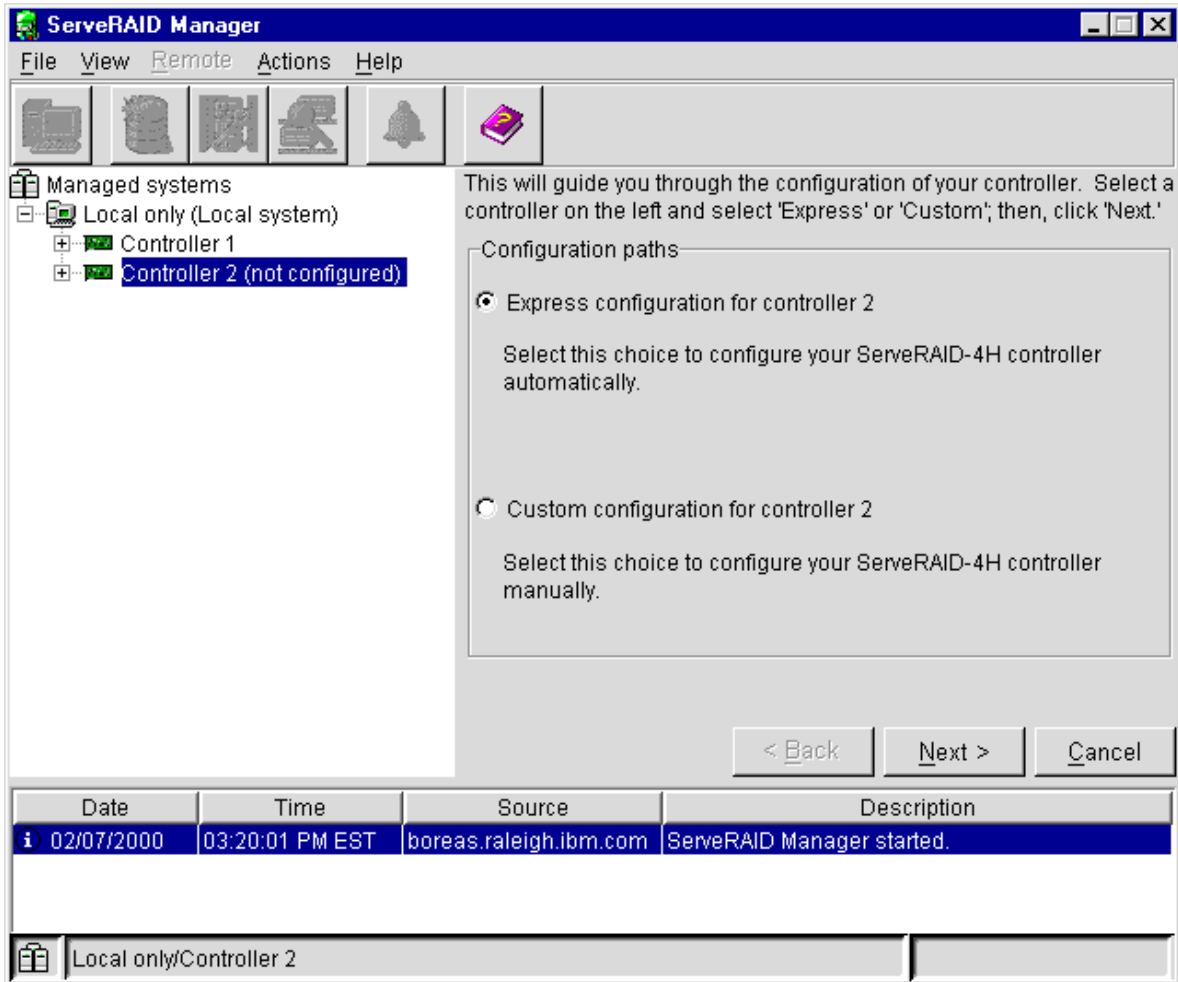 ServeRAID Manager
File View Remote Actions Help
Managed systems
Local only (Local system)
Controller 1
Controller 2 (not configured)
This will guide you through the configuration of your controller. Select a
controller on the left and select 'Express' or 'Custom'; then, click 'Next.'
Configuration paths
Express configuration for controller 2
Select this choice to configure your ServeRAID-4H controller
automatically.
Custom configuration for controller 2
Select this choice to configure your ServeRAID-4H controller
manually.
< Back Next > Cancel
Date Time Source Description
02/07/2000 03:20:01 PM EST boreas.raleigh.ibm.com ServeRAID Manager started.
Local only/Controller 2